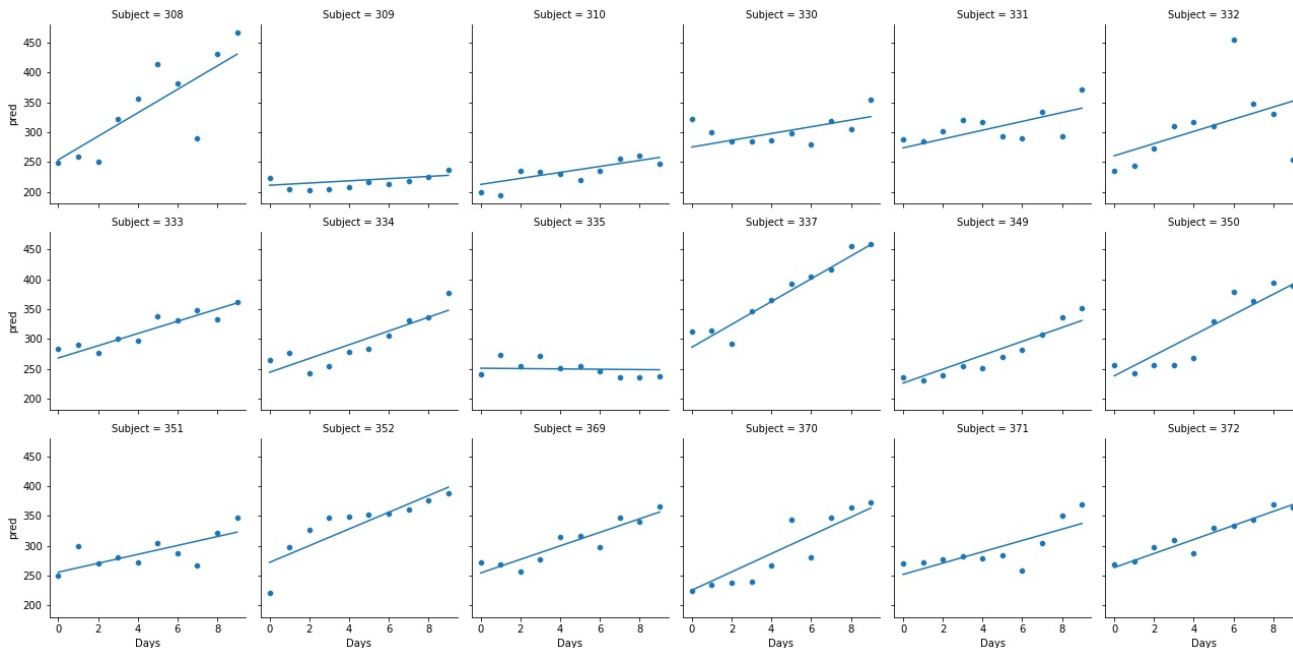 Subject = 308 Subject = 309 Subject = 310 Subject = 330 Subject = 331 Subject = 332
450
400
350
300
250
200
pred
Subject = 333 Subject = 334 Subject = 335 Subject = 337 Subject = 349 Subject = 350
450
400
350
300
250
200
pred
Subject = 351 Subject = 352 Subject = 369 Subject = 370 Subject = 371 Subject = 372
450
400
350
300
250
200
pred
0 2 4 6 8 0 2 4 6 8 0 2 4 6 8 0 2 4 6 8 0 2 4 6 8 0 2 4 6 8
Days Days Days Days Days Days